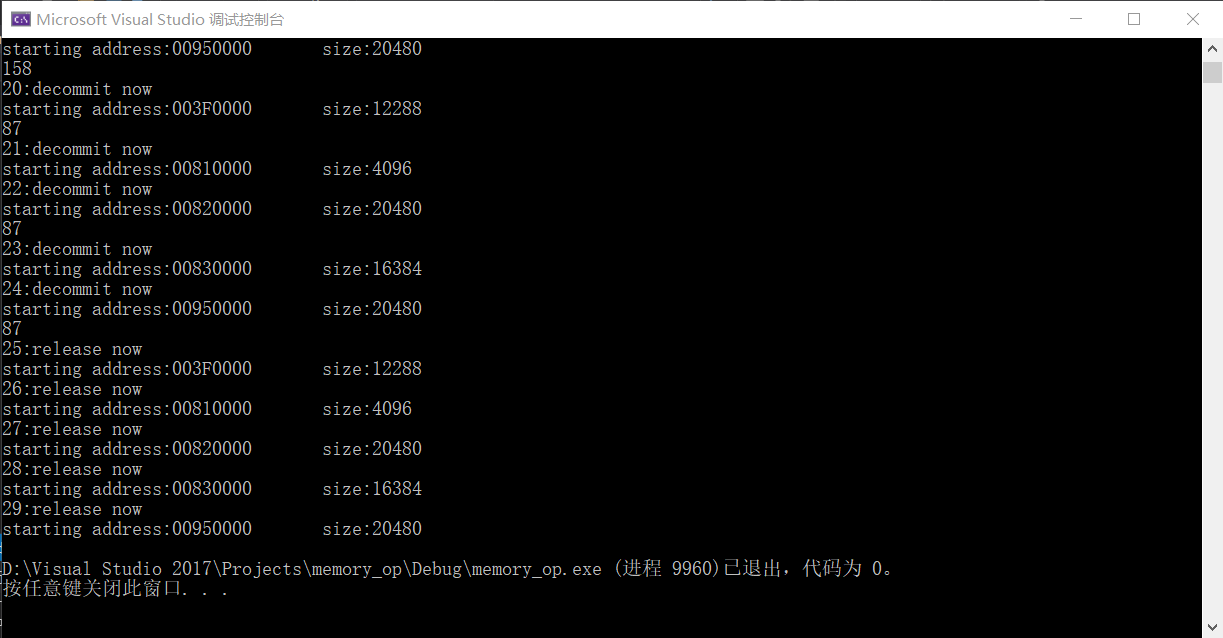 Microsoft Visual Studio 调试控制台
starting address:00950000       size:20480
158
20:decommit now
starting address:003F0000       size:12288
87
21:decommit now
starting address:00810000       size:4096
22:decommit now
starting address:00820000       size:20480
87
23:decommit now
starting address:00830000       size:16384
24:decommit now
starting address:00950000       size:20480
87
25:release now
starting address:003F0000       size:12288
26:release now
starting address:00810000       size:4096
27:release now
starting address:00820000       size:20480
28:release now
starting address:00830000       size:16384
29:release now
starting address:00950000       size:20480
D:\Visual Studio 2017\Projects\memory_op\Debug\memory_op.exe (进程 9960)已退出，代码为 0。
按任意键关闭此窗口. . .